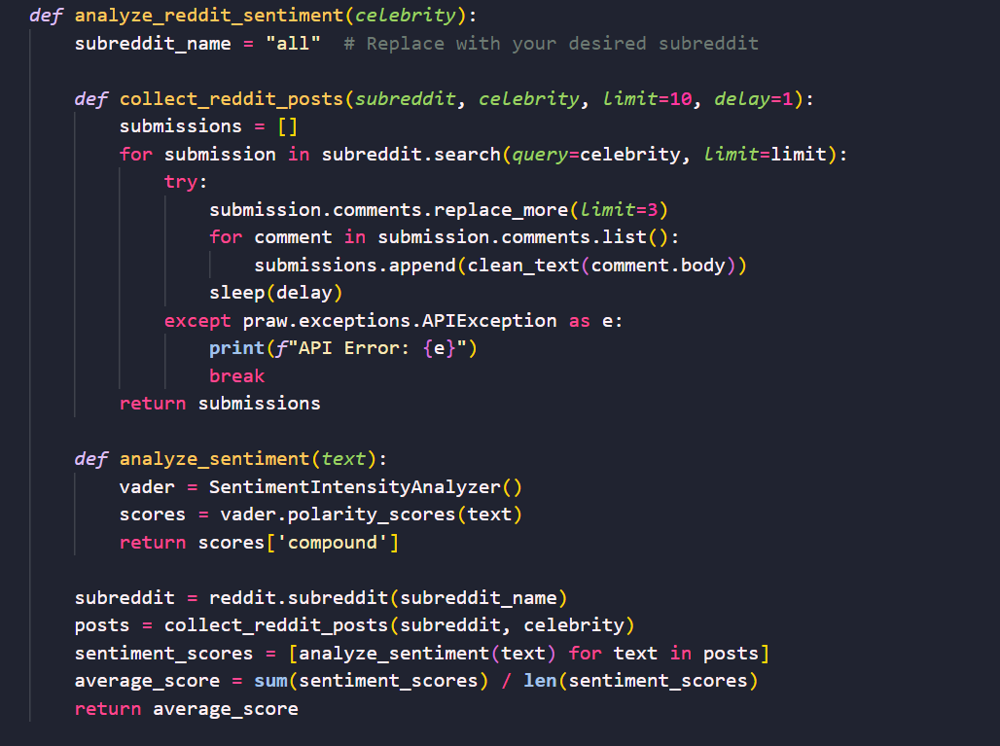 def analyze_reddit_sentiment(celebrity):
    subreddit_name = "all"  # Replace with your desired subreddit

    def collect_reddit_posts(subreddit, celebrity, limit=10, delay=1):
        submissions = []
        for submission in subreddit.search(query=celebrity, limit=limit):
            try:
                submission.comments.replace_more(limit=3)
                for comment in submission.comments.list():
                    submissions.append(clean_text(comment.body))
                sleep(delay)
            except praw.exceptions.APIException as e:
                print(f"API Error: {e}")
                break
        return submissions

    def analyze_sentiment(text):
        vader = SentimentIntensityAnalyzer()
        scores = vader.polarity_scores(text)
        return scores['compound']

    subreddit = reddit.subreddit(subreddit_name)
    posts = collect_reddit_posts(subreddit, celebrity)
    sentiment_scores = [analyze_sentiment(text) for text in posts]
    average_score = sum(sentiment_scores) / len(sentiment_scores)
    return average_score